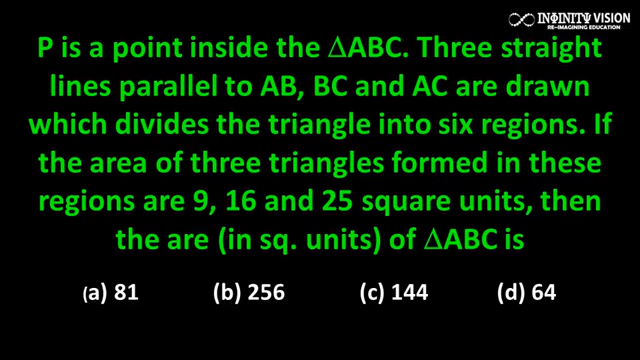 INFINITY VISION
RE-IMAGINING EDUCATION
P is a point inside the ΔABC. Three straight
lines parallel to AB, BC and AC are drawn
which divides the triangle into six regions. If
the area of three triangles formed in these
regions are 9, 16 and 25 square units, then
the are (in sq. units) of ΔABC is
(a) 81 (b) 256 (c) 144 (d) 64